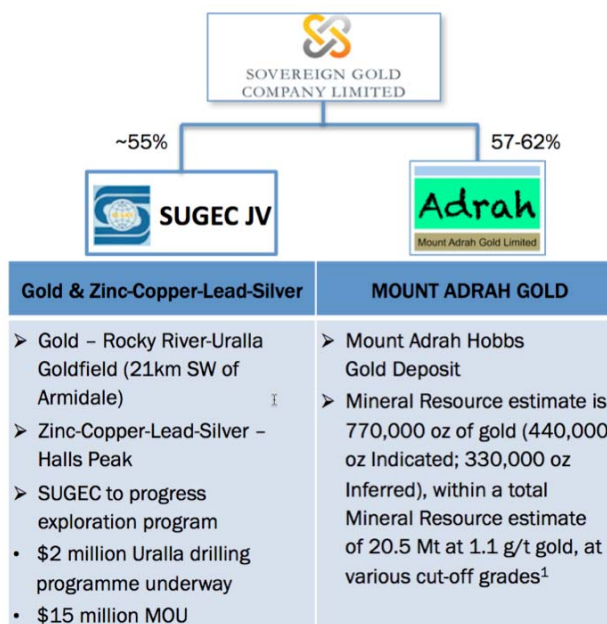 SOVEREIGN GOLD
COMPANY LIMITED
~55%
57-62%
SUGEC JV
Adrah
Mount Adrah Gold Limited
Gold & Zinc-Copper-Lead-Silver
➢ Gold – Rocky River-Uralla
Goldfield (21km SW of
Armidale)
➢ Zinc-Copper-Lead-Silver –
Halls Peak
➢ SUGEC to progress
exploration program
• $2 million Uralla drilling
programme underway
• $15 million MOU
MOUNT ADRAH GOLD
➢ Mount Adrah Hobbs
Gold Deposit
➢ Mineral Resource estimate is
770,000 oz of gold (440,000
oz Indicated; 330,000 oz
Inferred), within a total
Mineral Resource estimate
of 20.5 Mt at 1.1 g/t gold, at
various cut-off grades¹